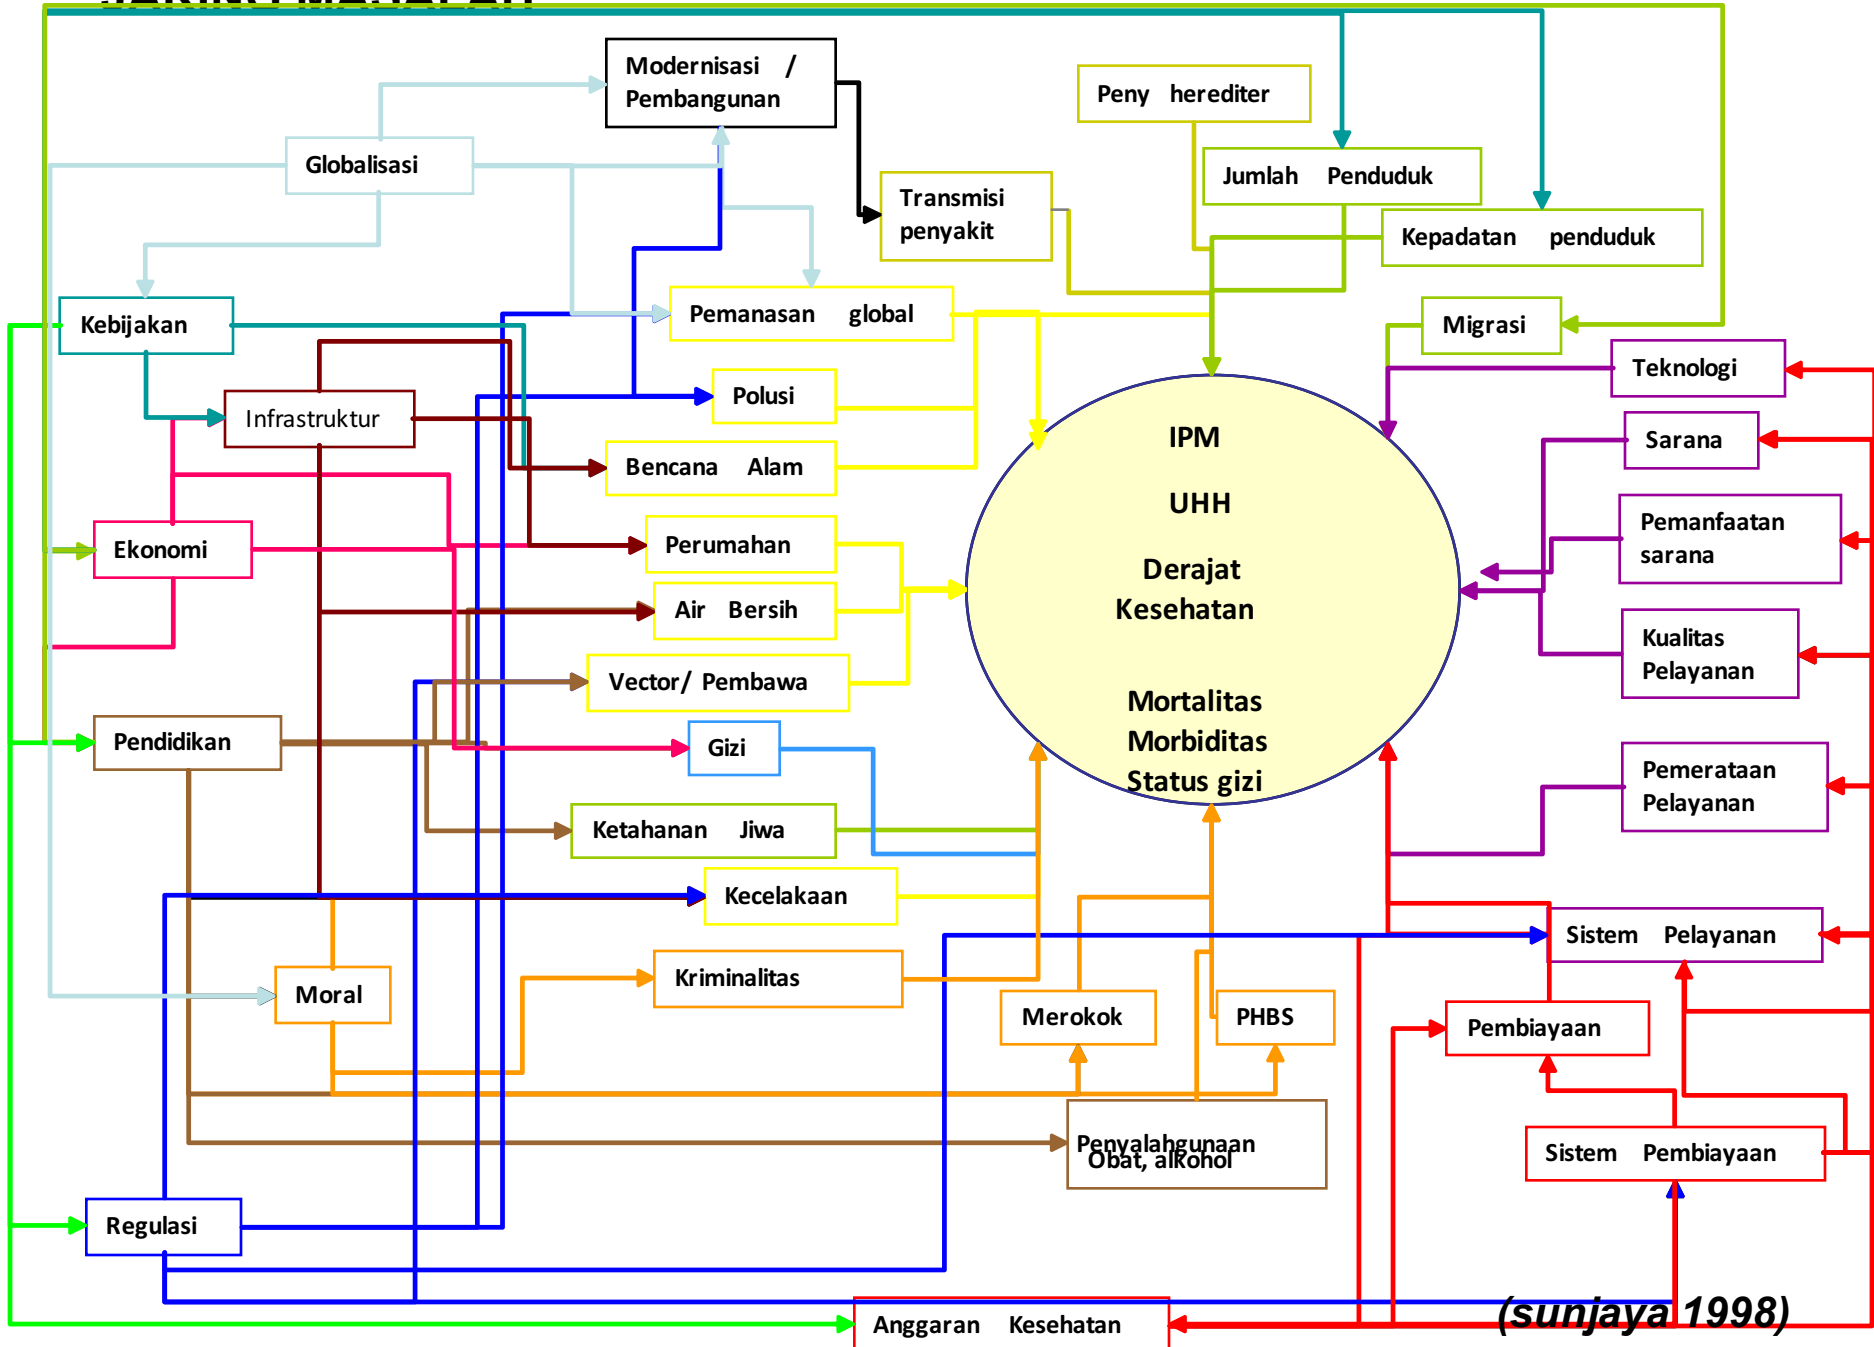 Modernisasi /
Pembangunan
Peny herediter
Globalisasi
Jumlah Penduduk
Transmisi
penyakit
Kepadatan penduduk
Kebijakan
Pemanasan global
Migrasi
Teknologi
Polusi
Infrastruktur
IPM
Sarana
Bencana Alam
UHH
Pemanfaatan
sarana
Ekonomi
Perumahan
Derajat
Kesehatan
Air Bersih
Kualitas
Pelayanan
Vector/ Pembawa
Mortalitas
Morbiditas
Status gizi
Pendidikan
Gizi
Pemerataan
Pelayanan
Ketahanan Jiwa
Kecelakaan
Sistem Pelayanan
Kriminalitas
Moral
Merokok
PHBS
Pembiayaan
Penyalahgunaan
Obat, alkohol
Sistem Pembiayaan
Regulasi
Anggaran Kesehatan
(sunjaya 1998)